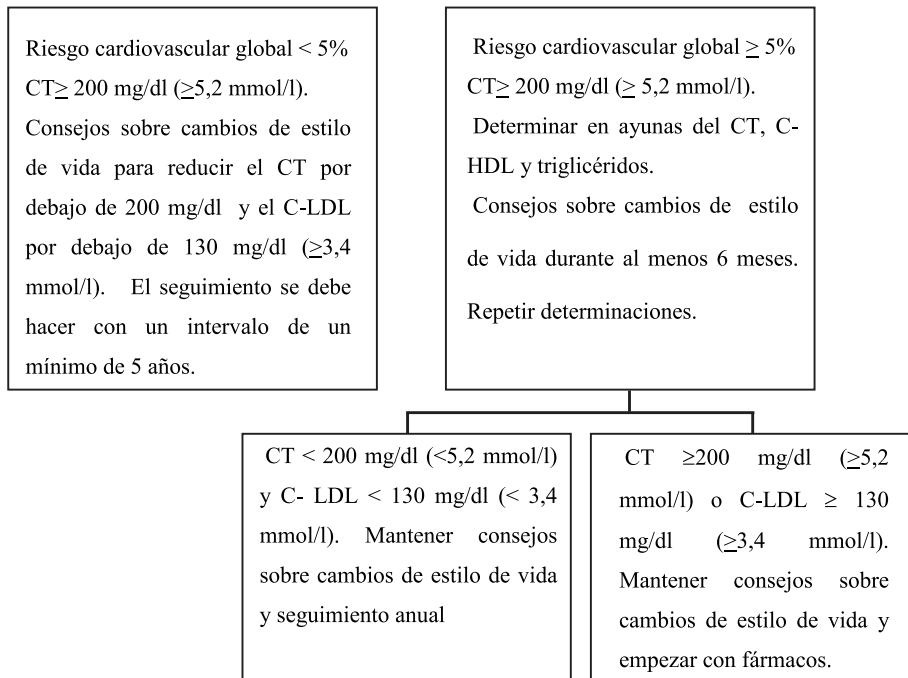 Riesgo cardiovascular global < 5%
CT≥ 200 mg/dl (≥5,2 mmol/l).
Consejos sobre cambios de estilo
de vida para reducir el CT por
debajo de 200 mg/dl y el C-LDL
por debajo de 130 mg/dl (≥3,4
mmol/l). El seguimiento se debe
hacer con un intervalo de un
mínimo de 5 años.
Riesgo cardiovascular global ≥ 5%
CT≥ 200 mg/dl (≥ 5,2 mmol/l).
Determinar en ayunas del CT, C-
HDL y triglicéridos.
Consejos sobre cambios de estilo
de vida durante al menos 6 meses.
Repetir determinaciones.
CT < 200 mg/dl (<5,2 mmol/l)
y C- LDL < 130 mg/dl (< 3,4
mmol/l). Mantener consejos
sobre cambios de estilo de vida
y seguimiento anual
CT ≥200 mg/dl (≥5,2
mmol/l) o C-LDL ≥ 130
mg/dl (≥3,4 mmol/l).
Mantener consejos sobre
cambios de estilo de vida y
empezar con fármacos.